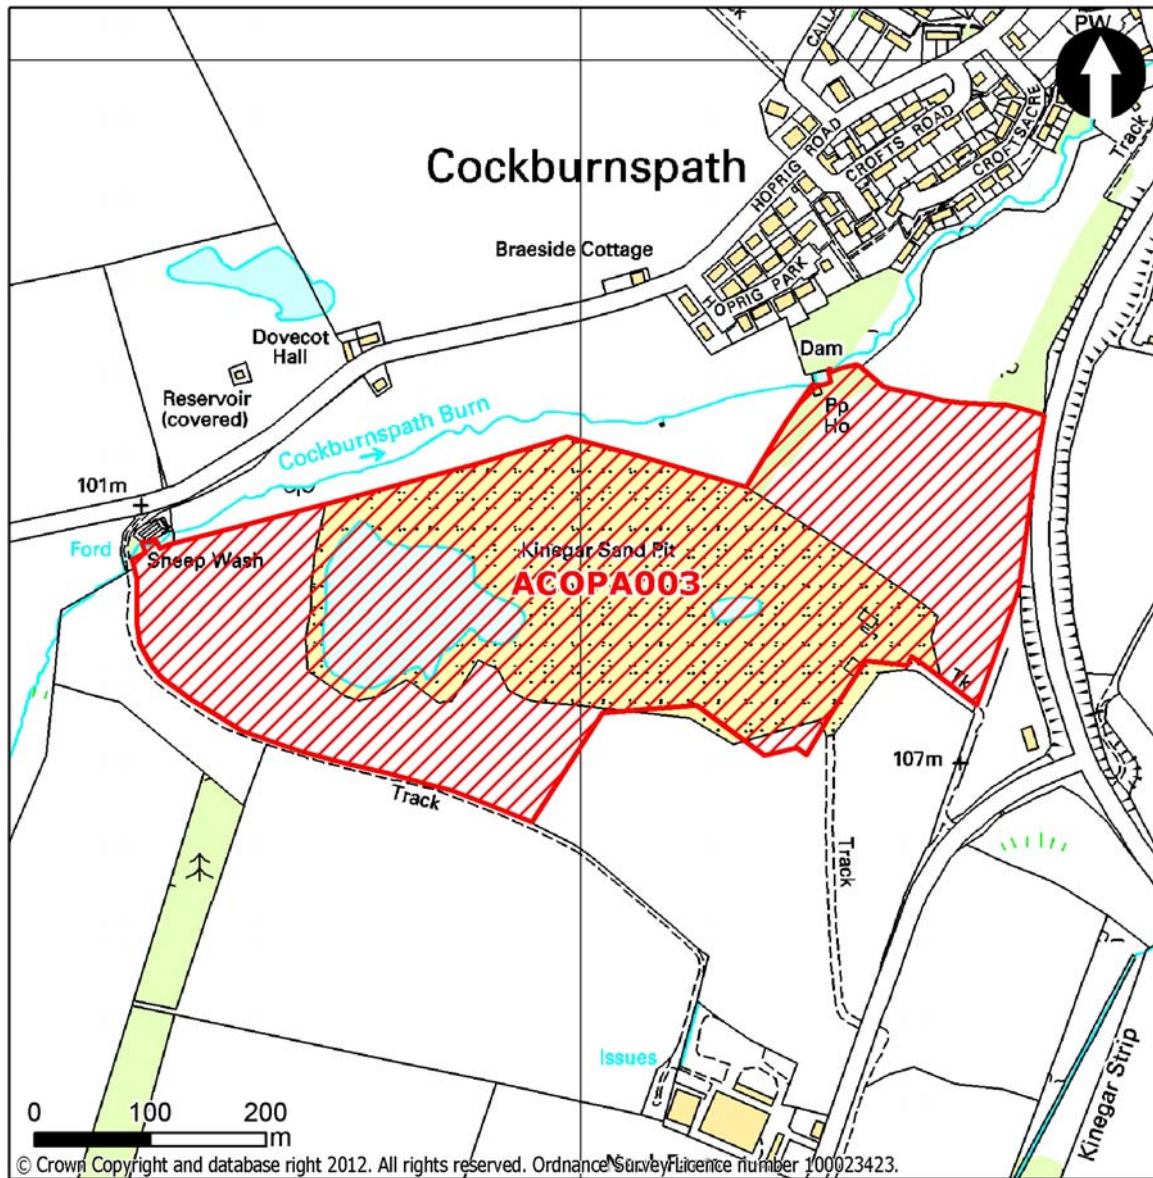 PW
CALLA
Track
HOPRIG ROAD
CROFTS ROAD
CROFTSACRE
Cockburnspath
Braeside Cottage
HOPRIG PARK
Dovecot
Hall
Dam
Reservoir
(covered)
Pp
Ho
Cockburnspath Burn
101m
Ford
Sheep Wash
Kinegar Sand Pit
ACOPA003
Tk
107m
Track
Track
Issues
Kinegar Strip
0 100 200
m
© Crown Copyright and database right 2012. All rights reserved. Ordnance Survey Licence number 100023423.